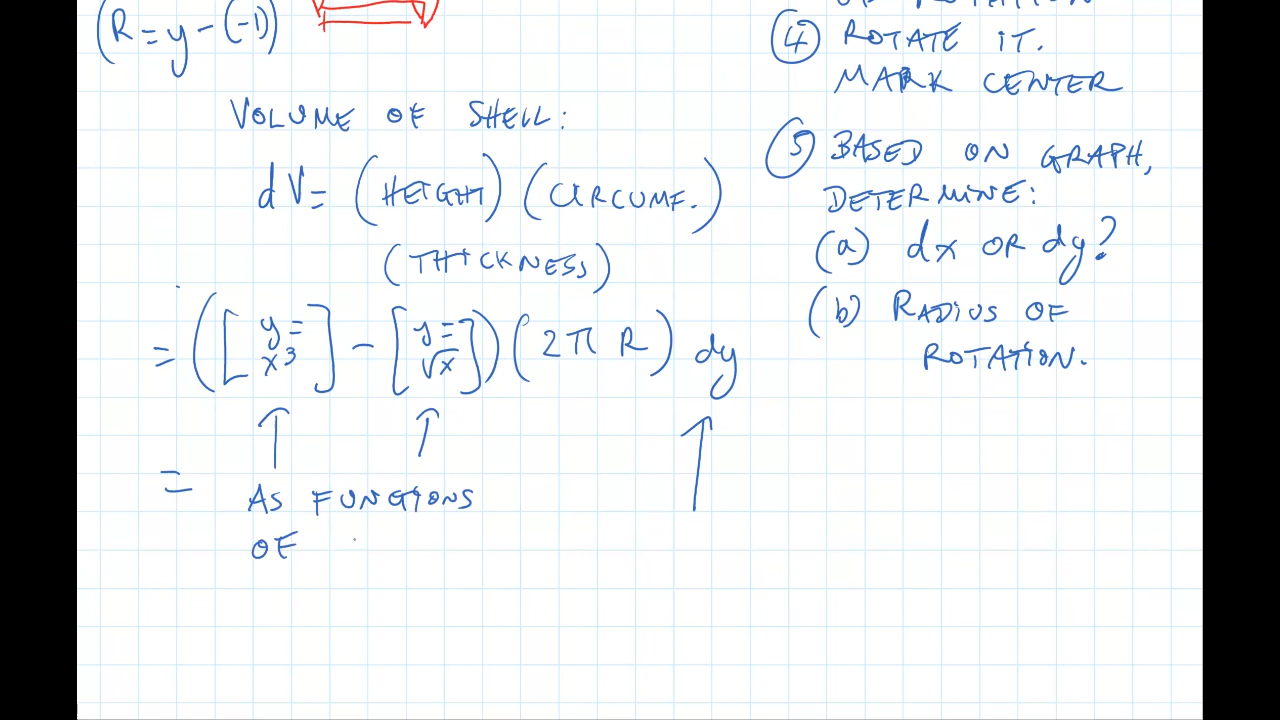 (R = y - (-1))
VOLUME OF SHELL:
dV = (HEIGHT) (CIRCUMF.)
(THICKNESS)
= ([y = x³] - [y = √x]) (2π R) dy
↑ ↑ ↑
= AS FUNCTIONS
OF
④ ROTATE IT.
MARK CENTER
⑤ BASED ON GRAPH,
DETERMINE:
(a) dx OR dy?
(b) RADIUS OF
ROTATION.